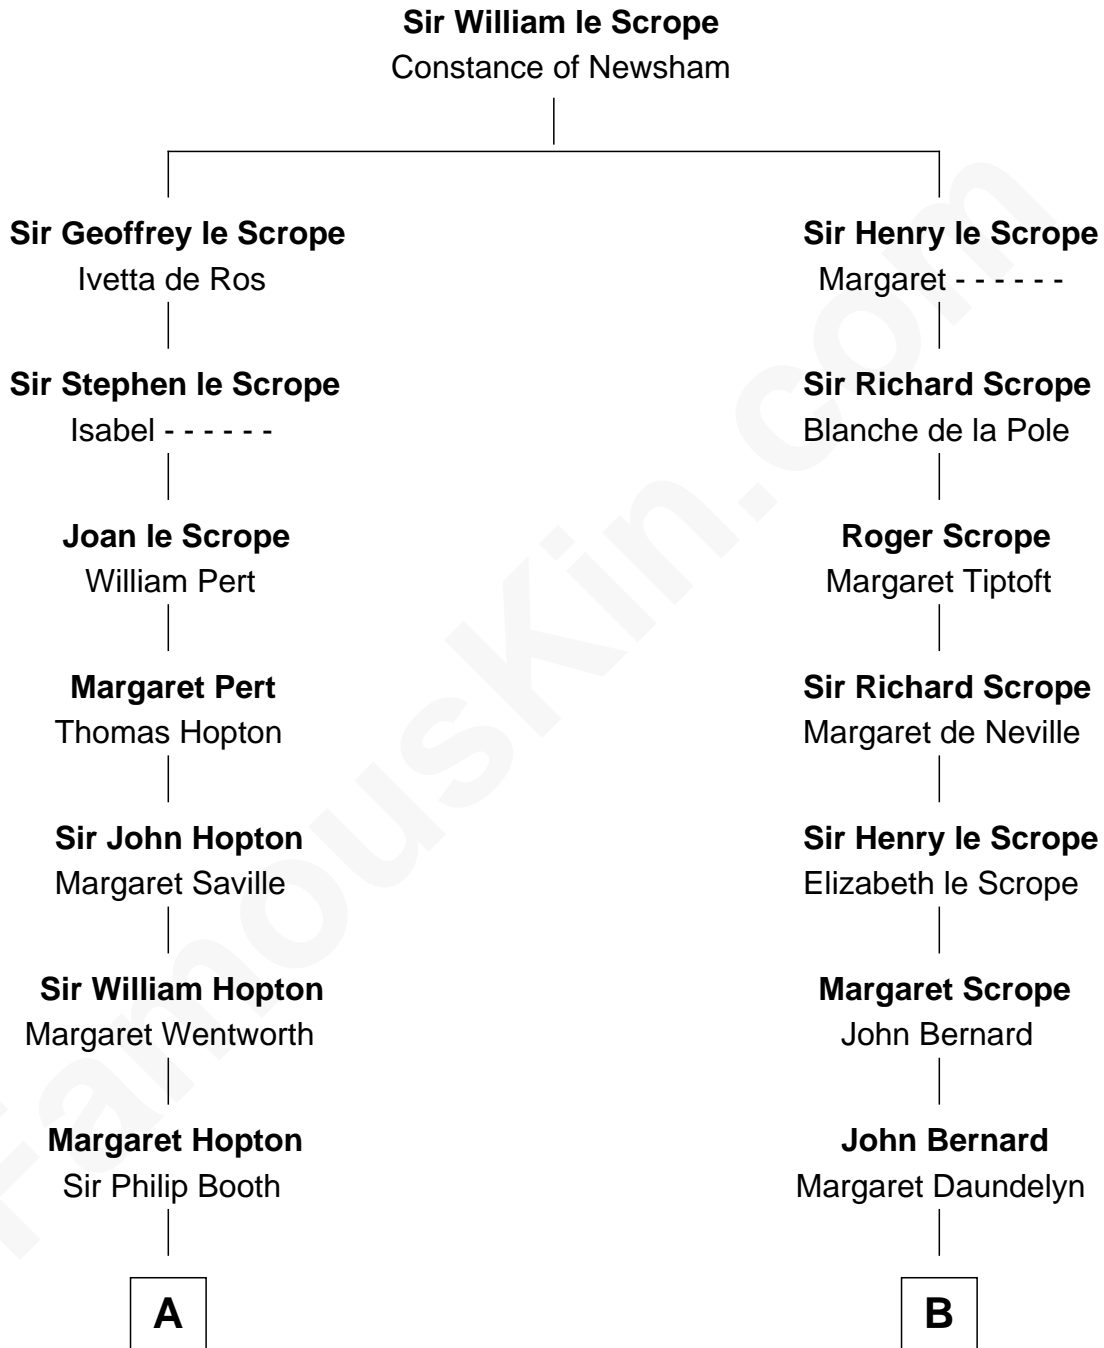 Sir William le Scrope
Constance of Newsham
Sir Geoffrey le Scrope
Ivetta de Ros
Sir Henry le Scrope
Margaret - - - - - -
Sir Stephen le Scrope
Isabel - - - - - -
Sir Richard Scrope
Blanche de la Pole
Joan le Scrope
William Pert
Roger Scrope
Margaret Tiptoft
Margaret Pert
Thomas Hopton
Sir Richard Scrope
Margaret de Neville
Sir John Hopton
Margaret Saville
Sir Henry le Scrope
Elizabeth le Scrope
Sir William Hopton
Margaret Wentworth
Margaret Scrope
John Bernard
Margaret Hopton
Sir Philip Booth
John Bernard
Margaret Daundelyn
A
B
FamousKin.com